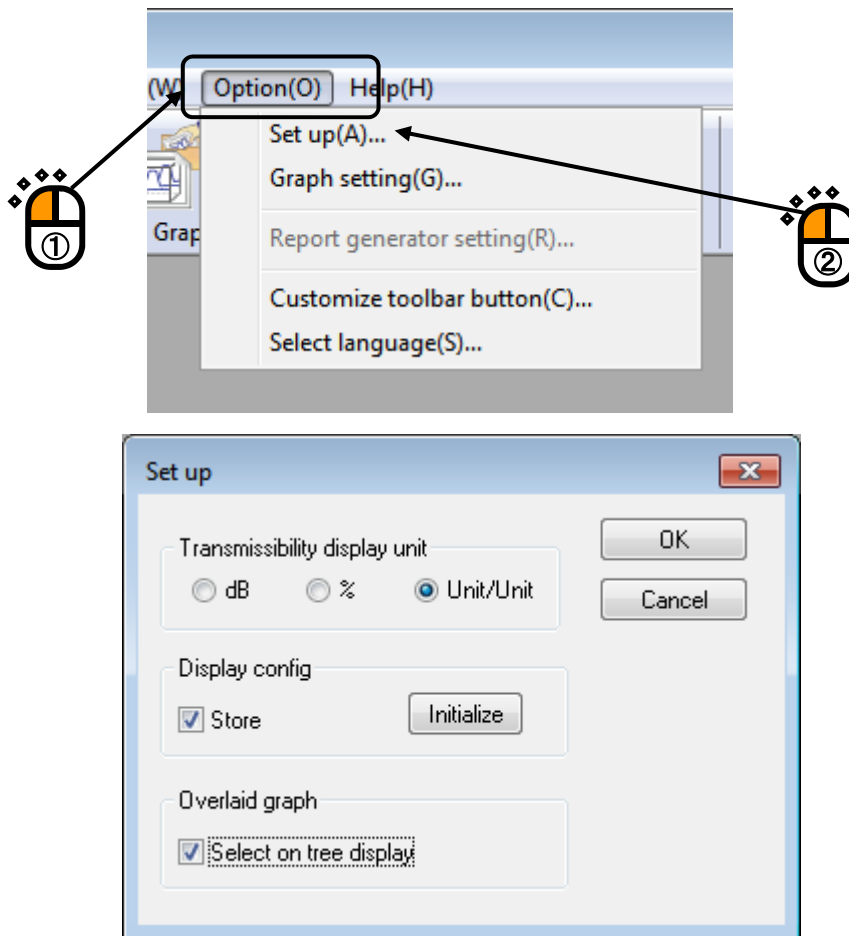 (W) Option(O) Help(H)
Set up(A)...
Graph setting(G)...
①
Grap
Report generator setting(R)...
②
Customize toolbar button(C)...
Select language(S)...
Set up
Transmissibility display unit
OK
dB % Unit/Unit
Cancel
Display config
Store Initialize
Overlaid graph
Select on tree display